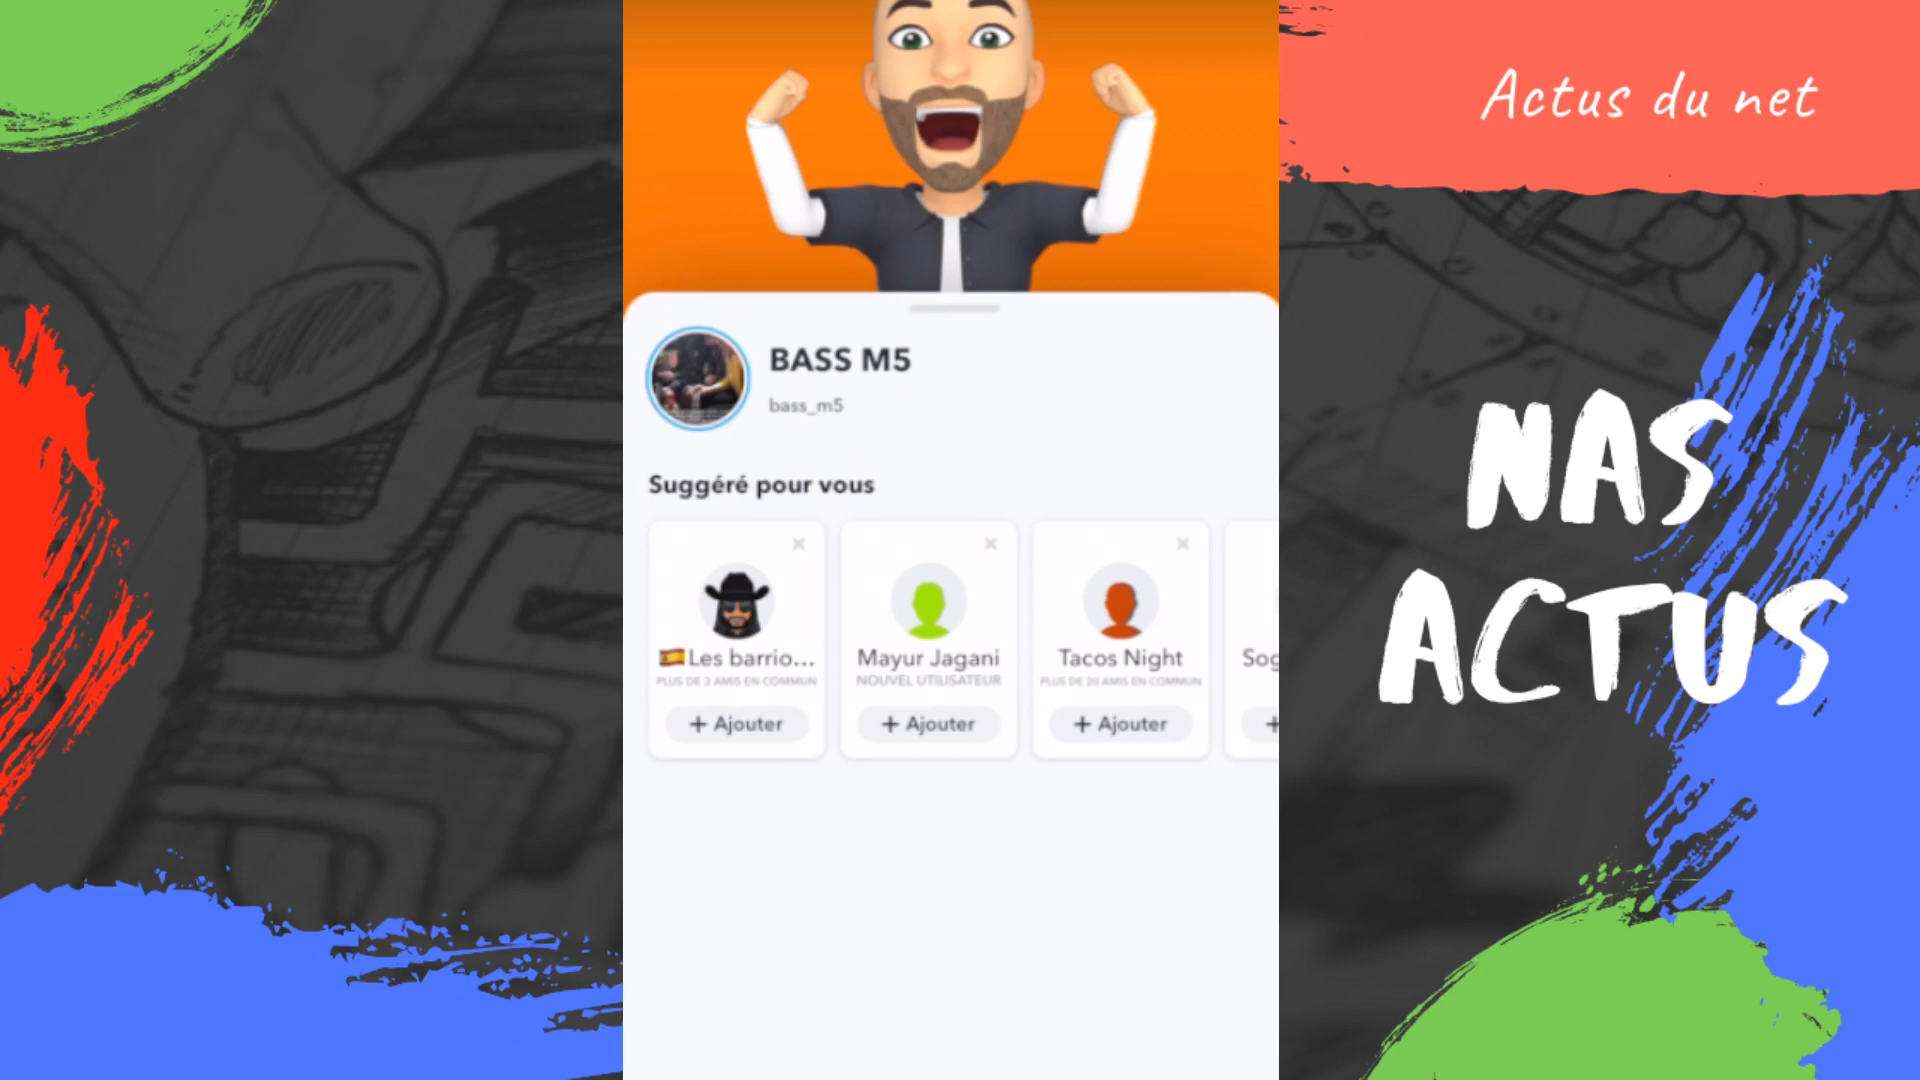 Actus du net
BASS M5
bass_m5
Suggéré pour vous
🇪🇸Les barrio...
PLUS DE 3 AMIS EN COMMUN
+ Ajouter
Mayur Jagani
NOUVEL UTILISATEUR
+ Ajouter
Tacos Night
PLUS DE 20 AMIS EN COMMUN
+ Ajouter
Sog
+
NAS
ACTUS